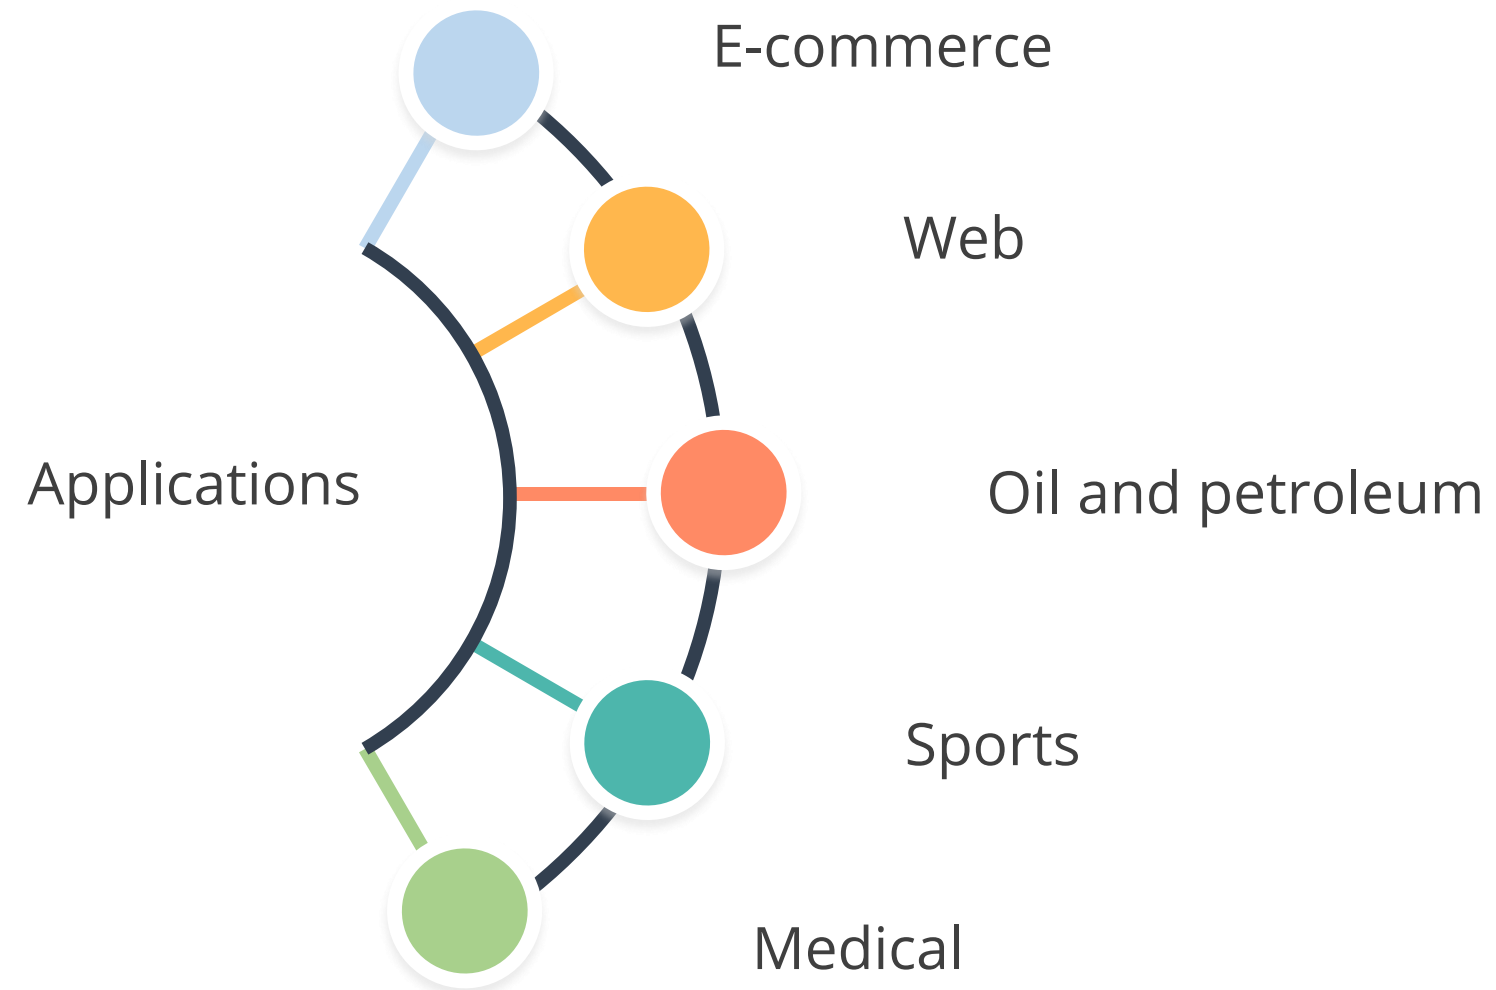 E-commerce
Web
Applications
Oil and petroleum
Sports
Medical